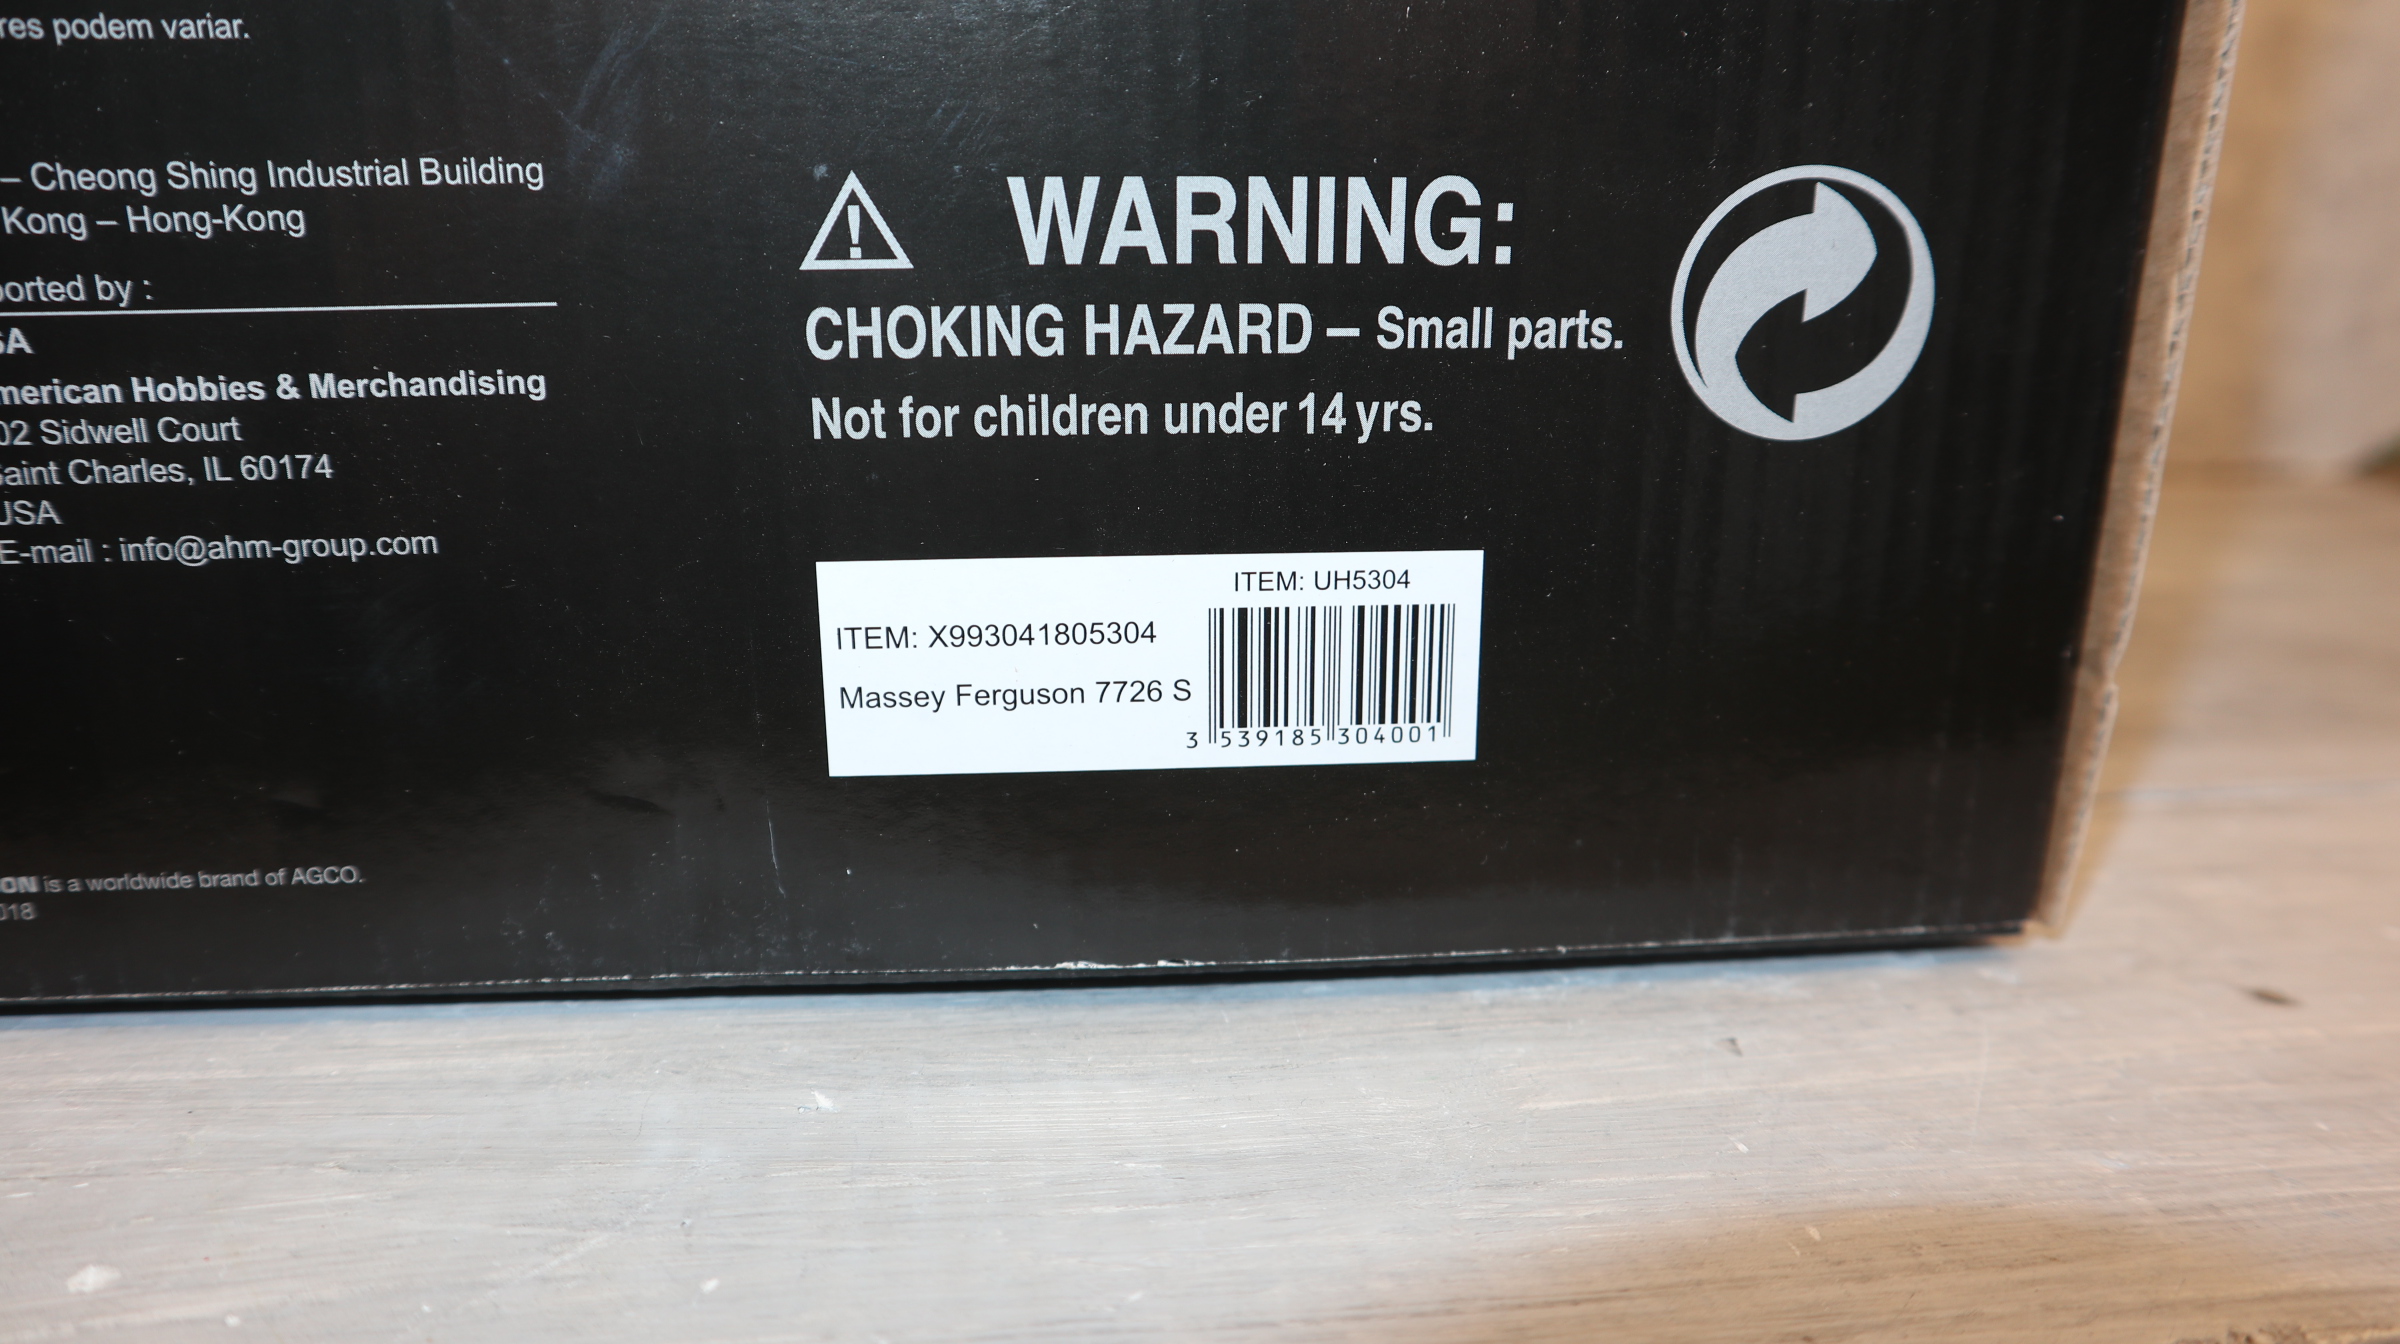 res podem variar.
– Cheong Shing Industrial Building
Kong – Hong-Kong
orted by :
SA
merican Hobbies & Merchandising
02 Sidwell Court
Saint Charles, IL 60174
USA
E-mail : info@ahm-group.com
ON is a worldwide brand of AGCO.
018
WARNING:
CHOKING HAZARD – Small parts.
Not for children under 14 yrs.
ITEM: UH5304
ITEM: X993041805304
Massey Ferguson 7726 S
3 539185 304001